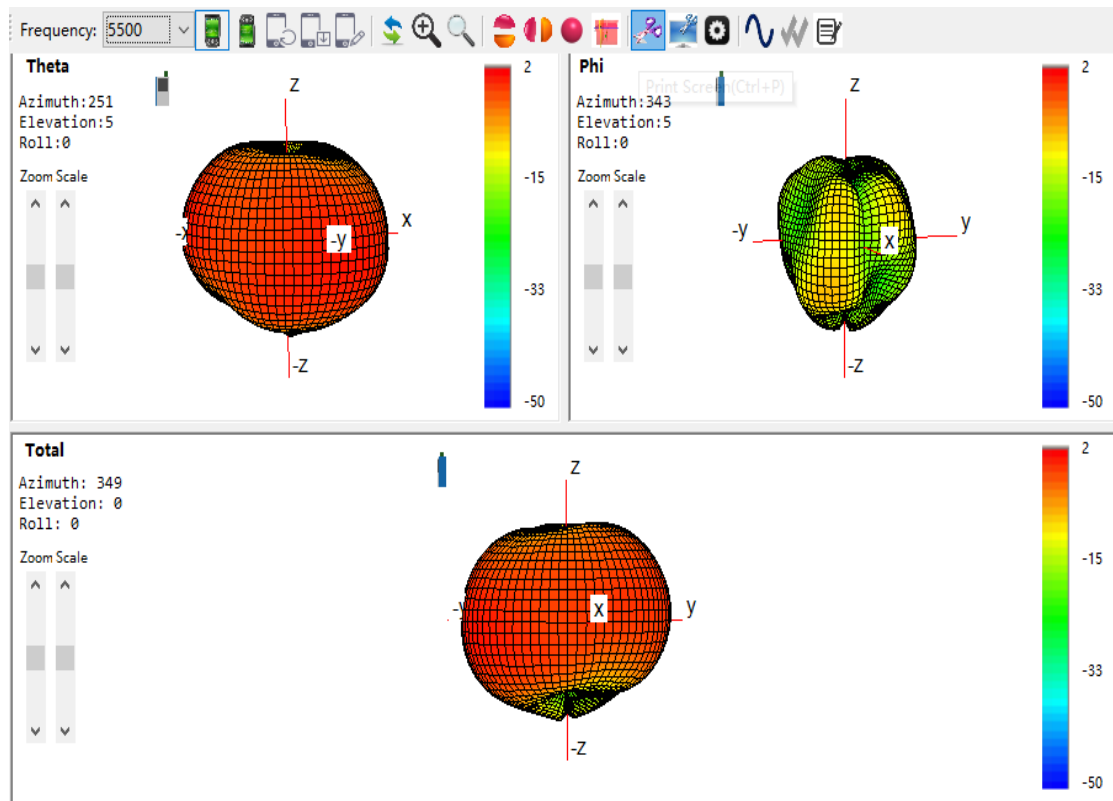 Frequency: 5500
Theta
Azimuth:251
Elevation:5
Roll:0
Zoom Scale
z
x
-x
-y
-z
2
-15
-33
-50
Phi
Print Screen(Ctrl+P)
Azimuth:343
Elevation:5
Roll:0
Zoom Scale
z
y
-y
x
-z
2
-15
-33
-50
Total
Azimuth: 349
Elevation: 0
Roll: 0
Zoom Scale
z
y
-y
x
-z
2
-15
-33
-50